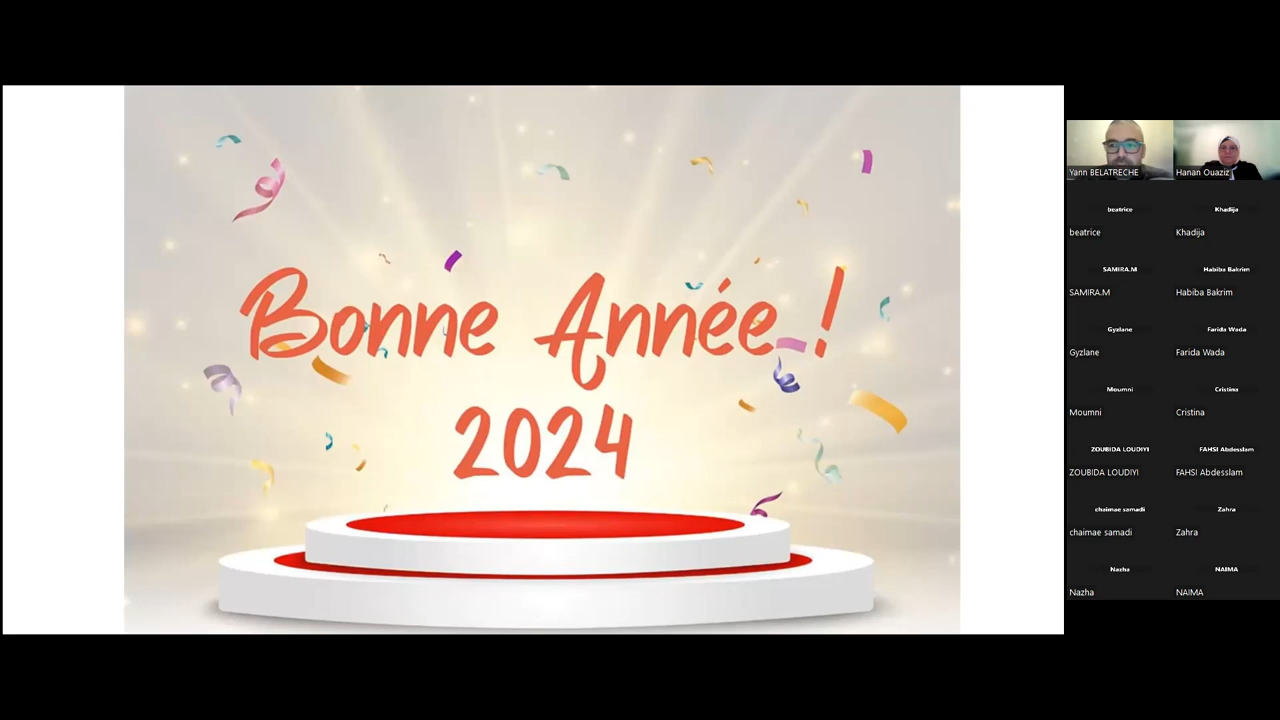 Bonne Année !
2024
Yann BELATRECHE
Hanan Ouaziz
beatrice
Khadija
beatrice
Khadija
SAMIRA.M
Habiba Bakrim
SAMIRA.M
Habiba Bakrim
Gyzlane
Farida Wada
Gyzlane
Farida Wada
Moumni
Cristina
Moumni
Cristina
ZOUBIDA LOUDIYI
FAHSI Abdesslam
ZOUBIDA LOUDIYI
FAHSI Abdesslam
chaimae samadi
Zahra
chaimae samadi
Zahra
Nazha
NAIMA
Nazha
NAIMA